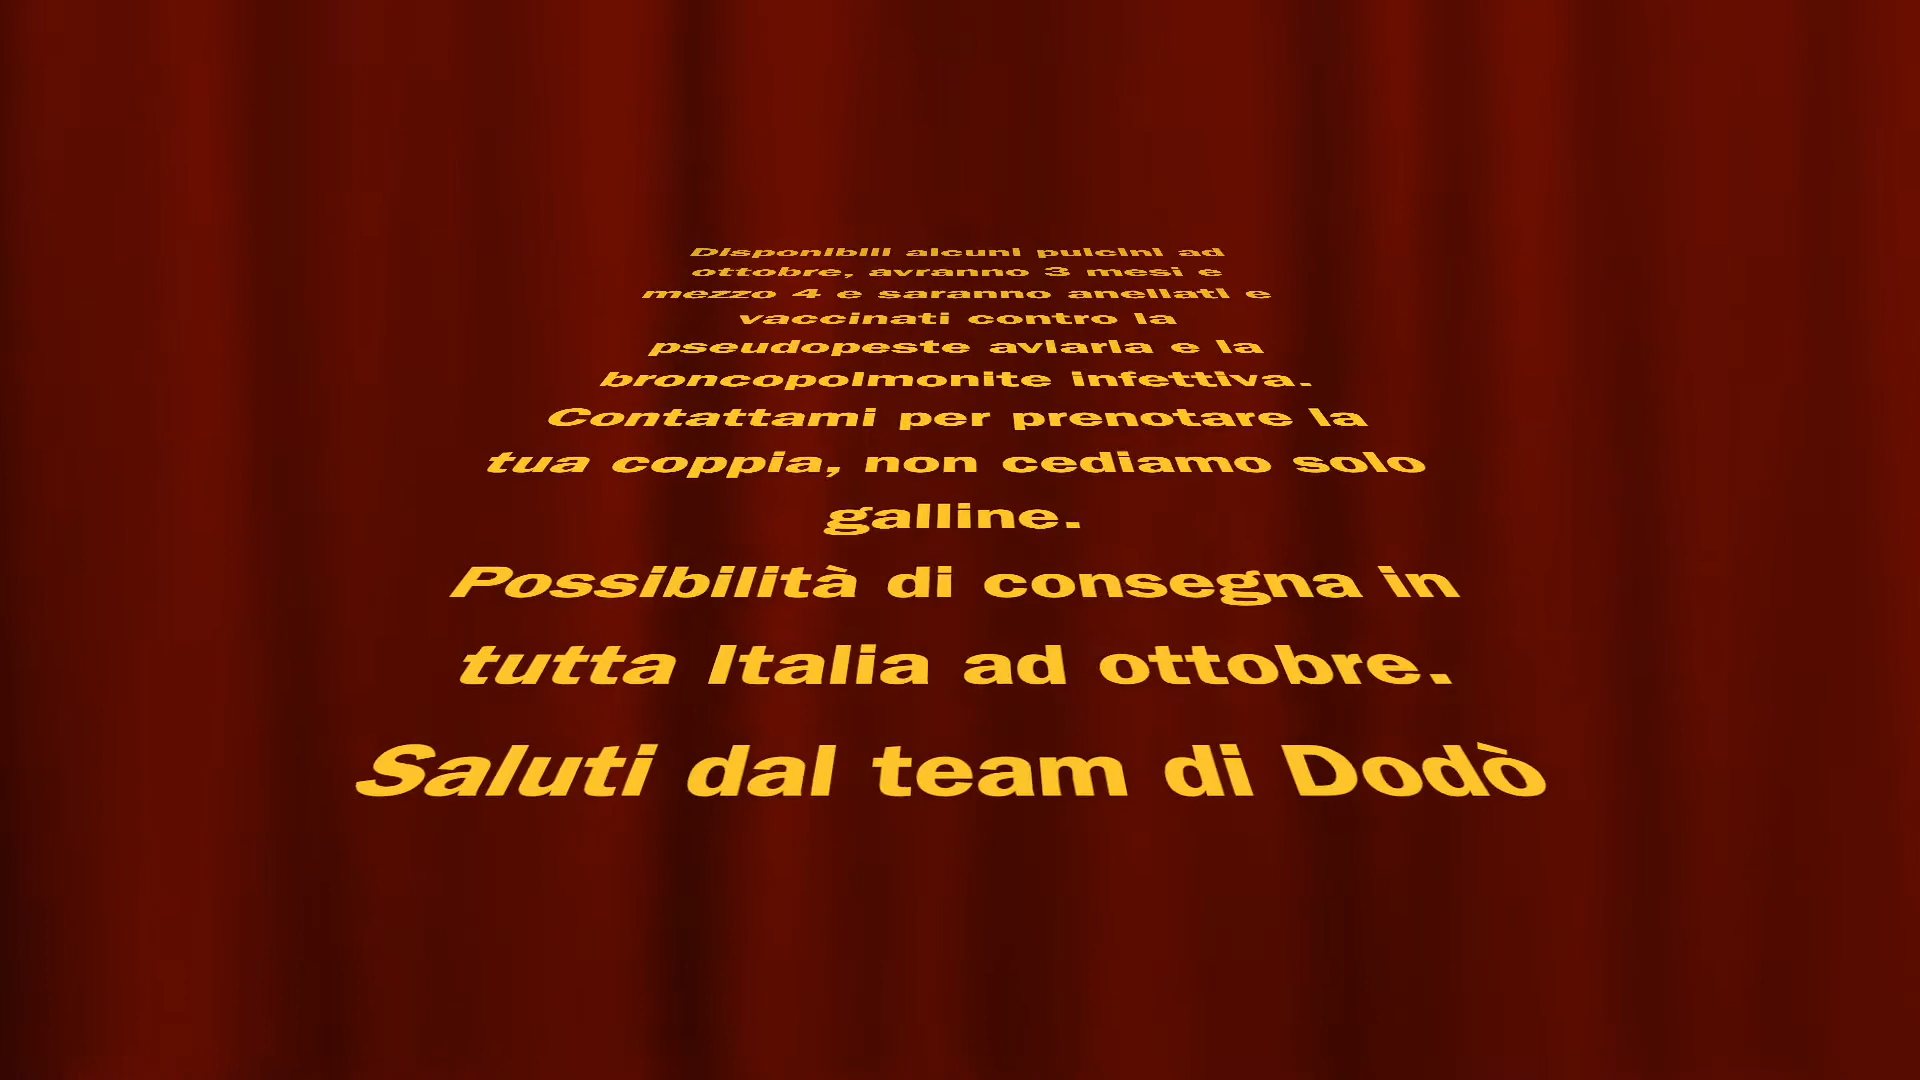 Disponibili alcuni pulcini ad
ottobre, avranno 3 mesi e
mezzo 4 e saranno anellati e
vaccinati contro la
pseudopeste aviaria e la
broncopolmonite infettiva.
Contattami per prenotare la
tua coppia, non cediamo solo
galline.
Possibilità di consegna in
tutta Italia ad ottobre.
Saluti dal team di Dodò